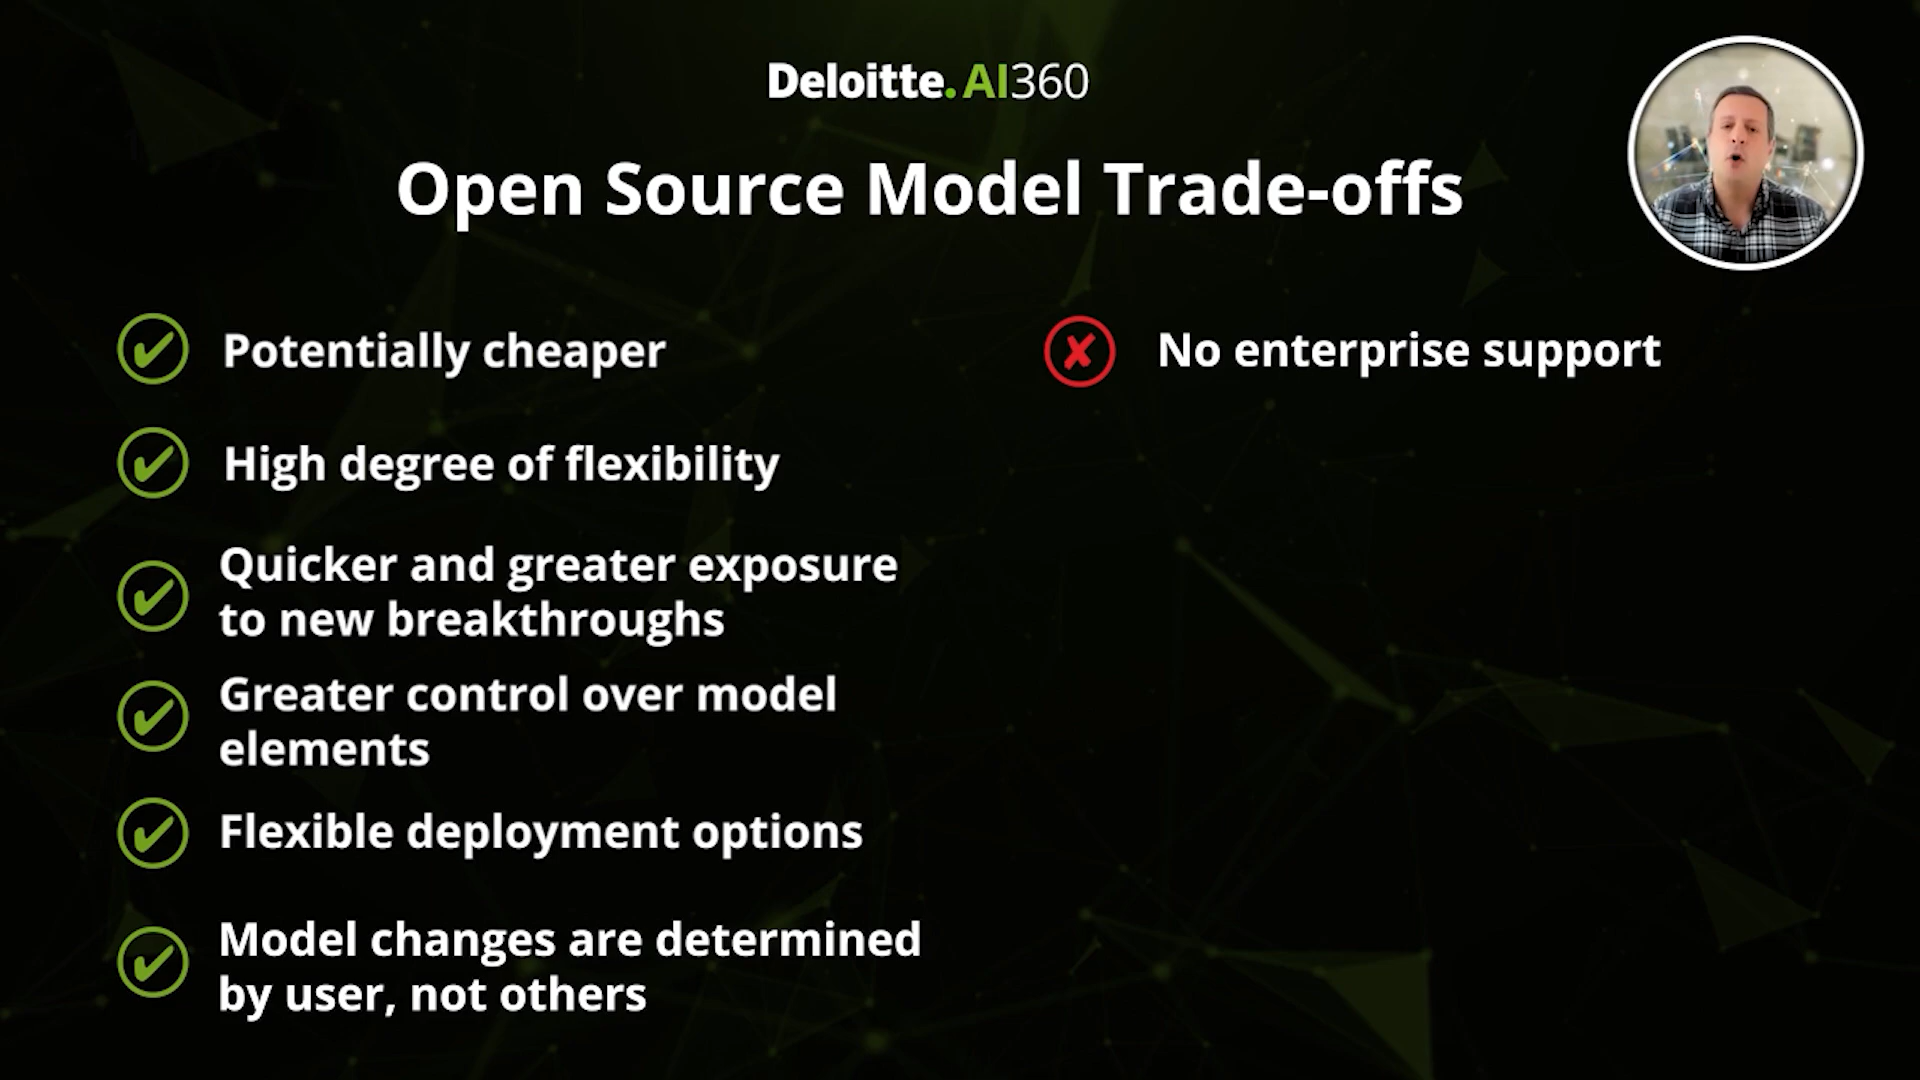 Deloitte. AI360
Open Source Model Trade-offs
Potentially cheaper
High degree of flexibility
Quicker and greater exposure
to new breakthroughs
Greater control over model
elements
Flexible deployment options
Model changes are determined
by user, not others
No enterprise support